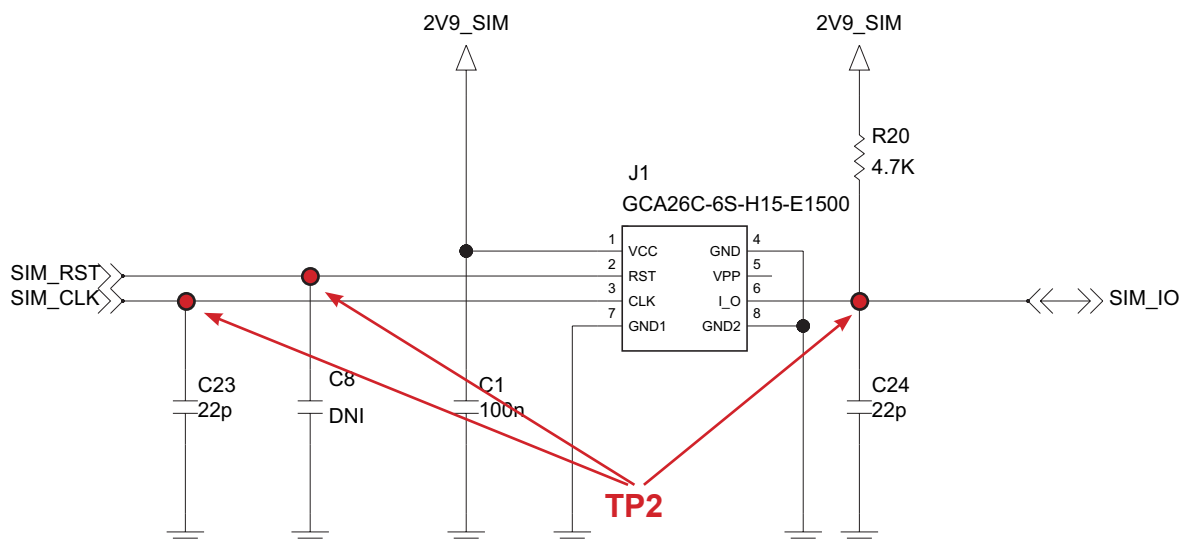 2V9_SIM
2V9_SIM
R20
4.7K
J1
GCA26C-6S-H15-E1500
1 VCC GND 4
SIM_RST 2 RST VPP 5
SIM_CLK 3 CLK I_O 6 SIM_IO
7 GND1 GND2 8
C23
22p
C8
DNI
C1
100n
C24
22p
TP2